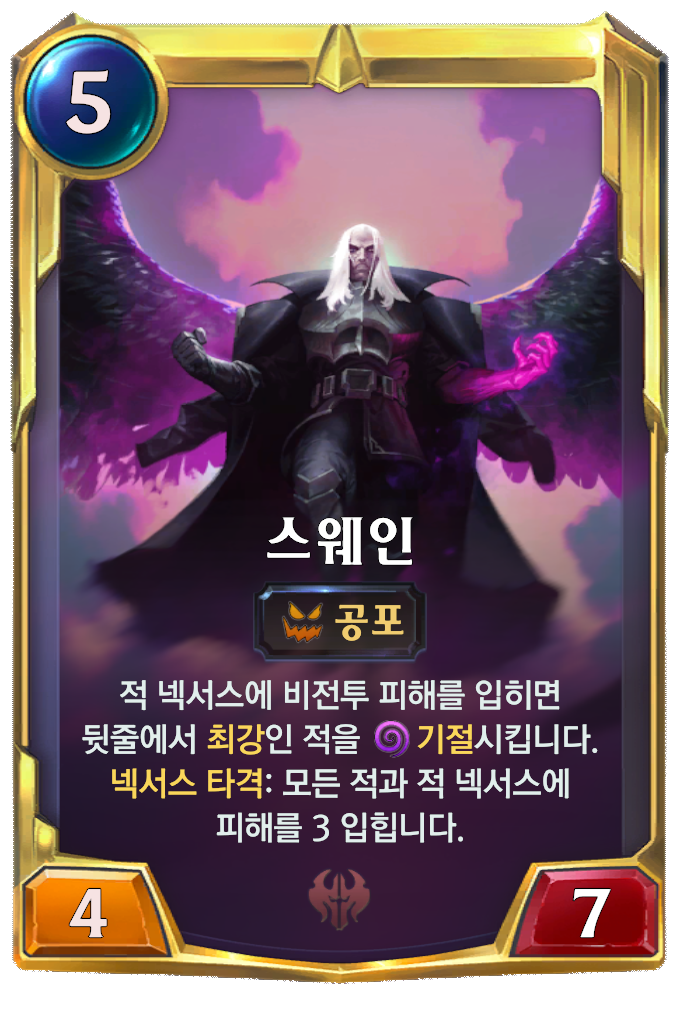 5
스웨인
공포
적 넥서스에 비전투 피해를 입히면
뒷줄에서 최강인 적을 기절시킵니다.
넥서스 타격: 모든 적과 적 넥서스에
피해를 3 입힙니다.
4
7